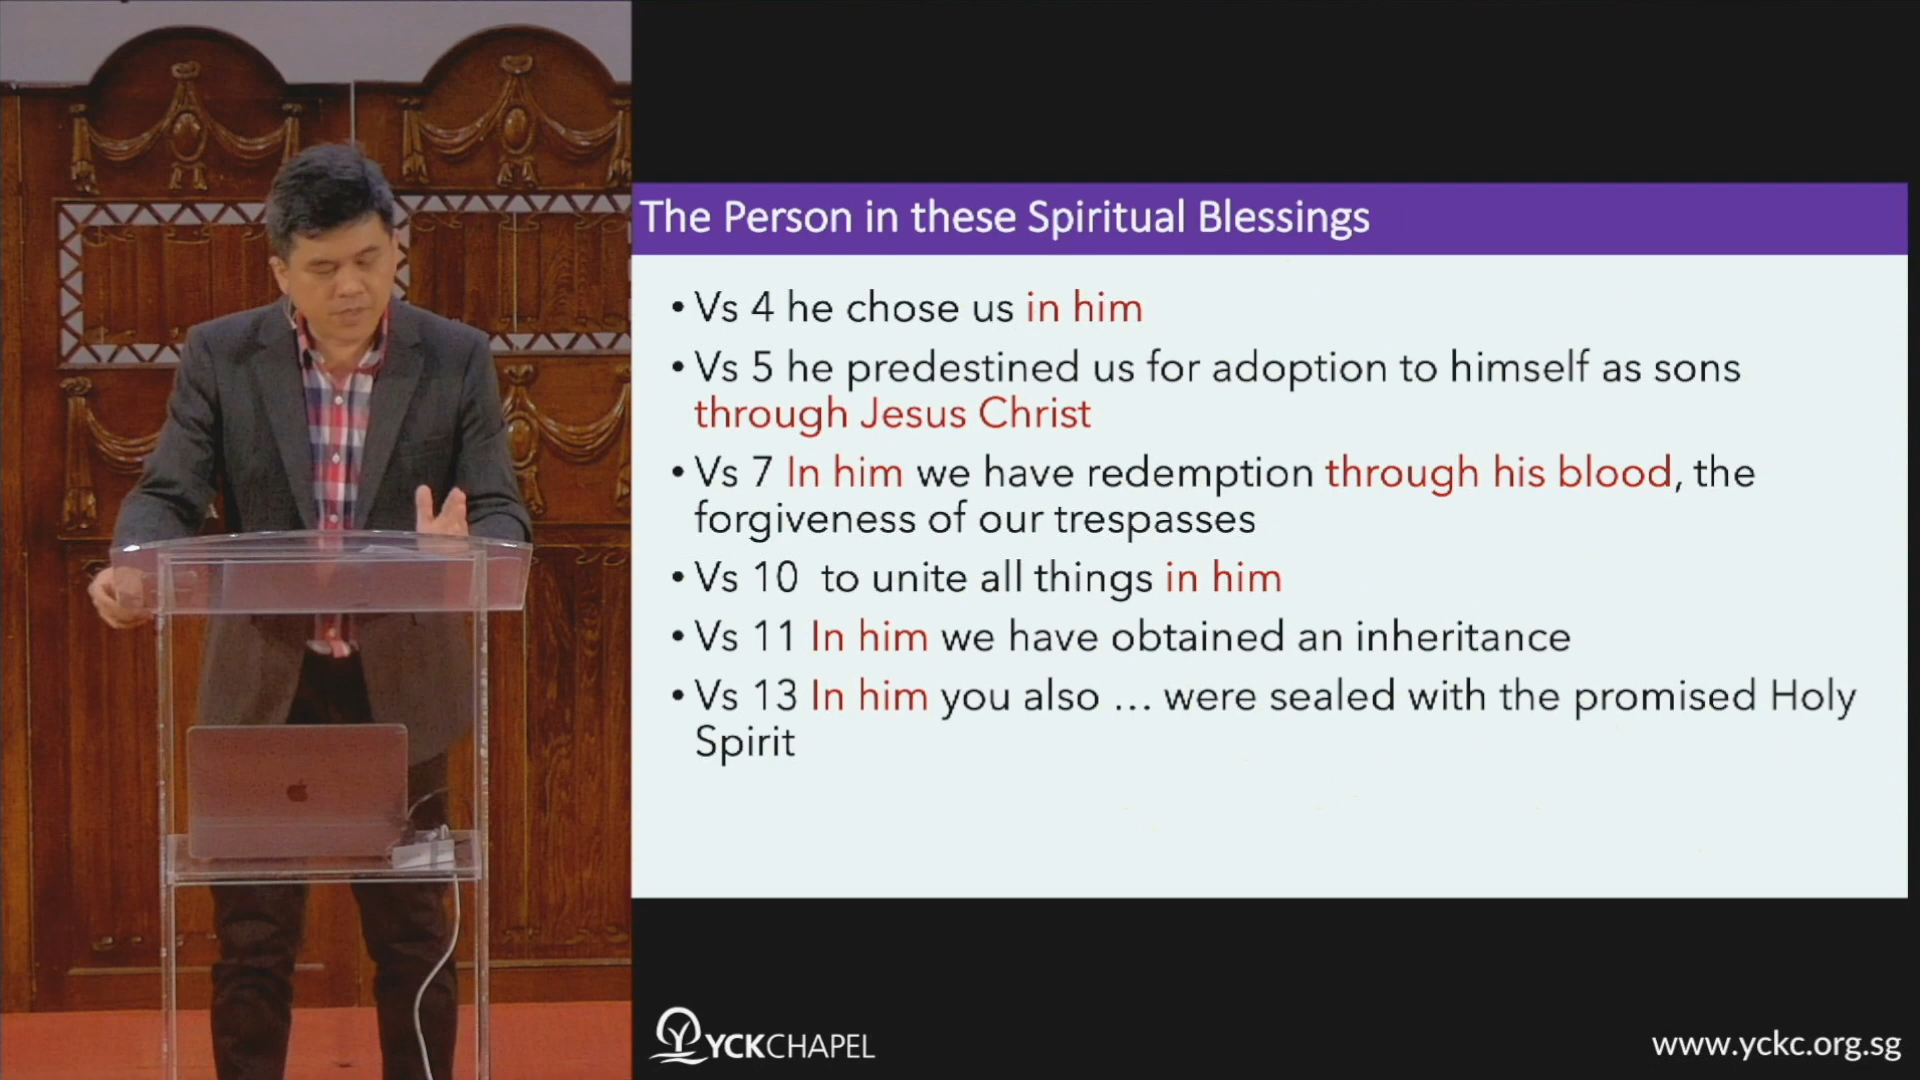 The Person in these Spiritual Blessings
• Vs 4 he chose us in him
• Vs 5 he predestined us for adoption to himself as sons
through Jesus Christ
• Vs 7 In him we have redemption through his blood, the
forgiveness of our trespasses
• Vs 10  to unite all things in him
• Vs 11 In him we have obtained an inheritance
• Vs 13 In him you also ... were sealed with the promised Holy
Spirit
YCKCHAPEL
www.yckc.org.sg